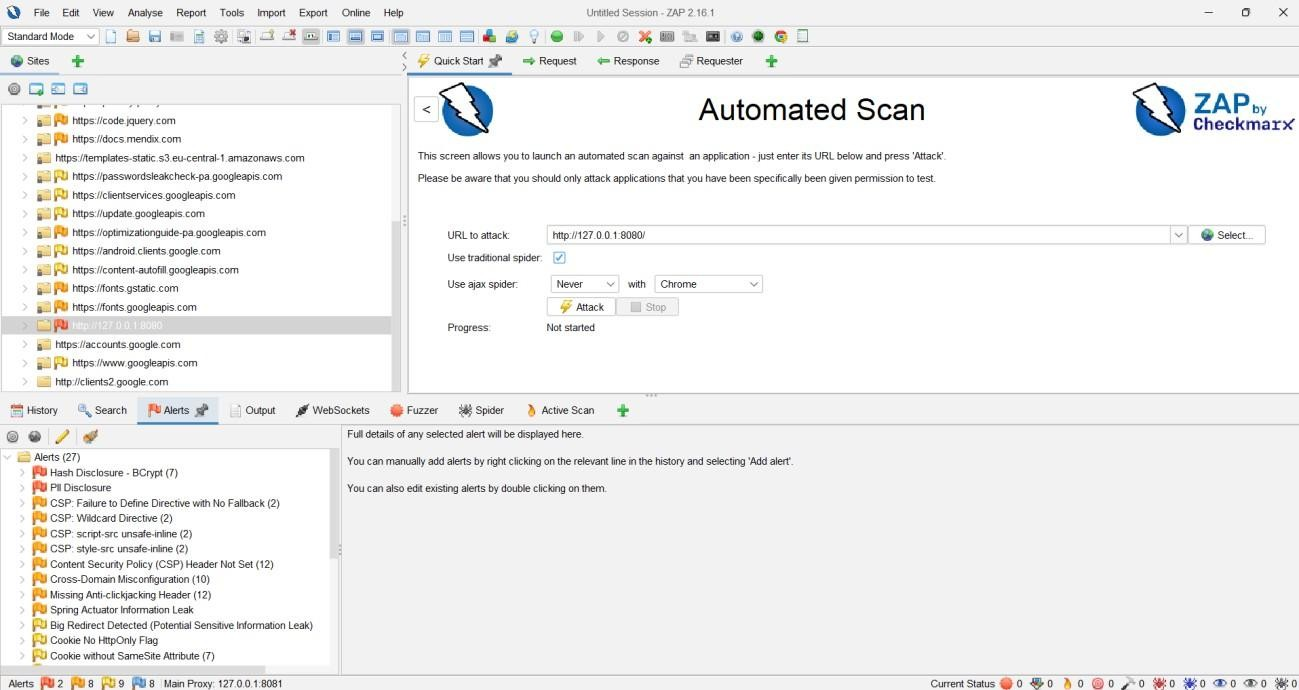 Untitled Session - ZAP 2.16.1
File Edit View Analyse Report Tools Import Export Online Help
Standard Mode
Sites
Quick Start Request Response Requester
https://code.jquery.com
https://docs.mendix.com
https://templates-static.s3.eu-central-1.amazonaws.com
https://passwordsleakcheck-pa.googleapis.com
https://clientservices.googleapis.com
https://update.googleapis.com
https://optimizationguide-pa.googleapis.com
https://android.clients.google.com
https://content-autofill.googleapis.com
https://fonts.gstatic.com
https://fonts.googleapis.com
http://127.0.0.1:8080
https://accounts.google.com
https://www.googleapis.com
http://clients2.google.com
<
Automated Scan
ZAP by
Checkmarx
This screen allows you to launch an automated scan against  an application - just enter its URL below and press 'Attack'.
Please be aware that you should only attack applications that you have been specifically been given permission to test.
URL to attack: http://127.0.0.1:8080/ Select...
Use traditional spider:
Use ajax spider: Never with Chrome
Attack Stop
Progress: Not started
History Search Alerts Output WebSockets Fuzzer Spider Active Scan
Alerts (27)
Hash Disclosure - BCrypt (7)
PII Disclosure
CSP: Failure to Define Directive with No Fallback (2)
CSP: Wildcard Directive (2)
CSP: script-src unsafe-inline (2)
CSP: style-src unsafe-inline (2)
Content Security Policy (CSP) Header Not Set (12)
Cross-Domain Misconfiguration (10)
Missing Anti-clickjacking Header (12)
Spring Actuator Information Leak
Big Redirect Detected (Potential Sensitive Information Leak)
Cookie No HttpOnly Flag
Cookie without SameSite Attribute (7)
Full details of any selected alert will be displayed here.
You can manually add alerts by right clicking on the relevant line in the history and selecting 'Add alert'.
You can also edit existing alerts by double clicking on them.
Alerts 2 8 9 8 Main Proxy: 127.0.0.1:8081 Current Status 0 0 0 0 0 0 0 0 0 0